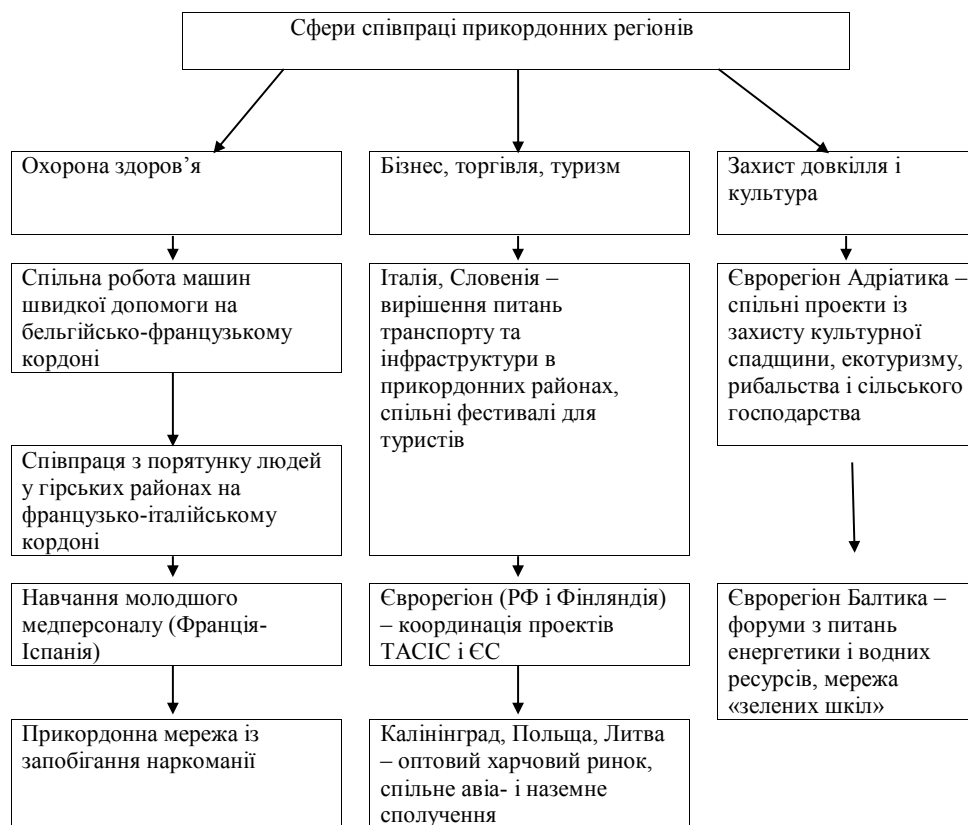 Сфери співпраці прикордонних регіонів
Охорона здоров’я
Бізнес, торгівля, туризм
Захист довкілля і
культура
Спільна робота машин
швидкої допомоги на
бельгійсько-французькому
кордоні
Італія, Словенія –
вирішення питань
транспорту та
інфраструктури в
прикордонних районах,
спільні фестивалі для
туристів
Єврорегіон Адріатика –
спільні проекти із
захисту культурної
спадщини, екотуризму,
рибальства і сільського
господарства
Співпраця з порятунку людей
у гірських районах на
французько-італійському
кордоні
Навчання молодшого
медперсоналу (Франція-
Іспанія)
Єврорегіон (РФ і Фінляндія)
– координація проектів
ТАСІС і ЄС
Єврорегіон Балтика –
форуми з питань
енергетики і водних
ресурсів, мережа
«зелених шкіл»
Прикордонна мережа із
запобігання наркоманії
Калінінград, Польща, Литва
– оптовий харчовий ринок,
спільне авіа- і наземне
сполучення